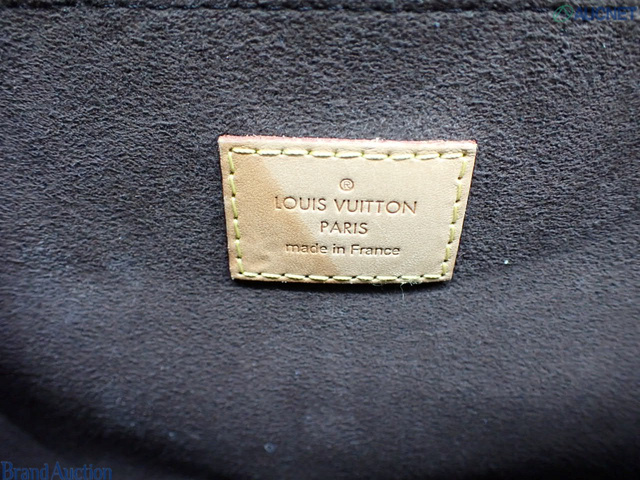 ®
LOUIS VUITTON
PARIS
made in France
Brand Auction